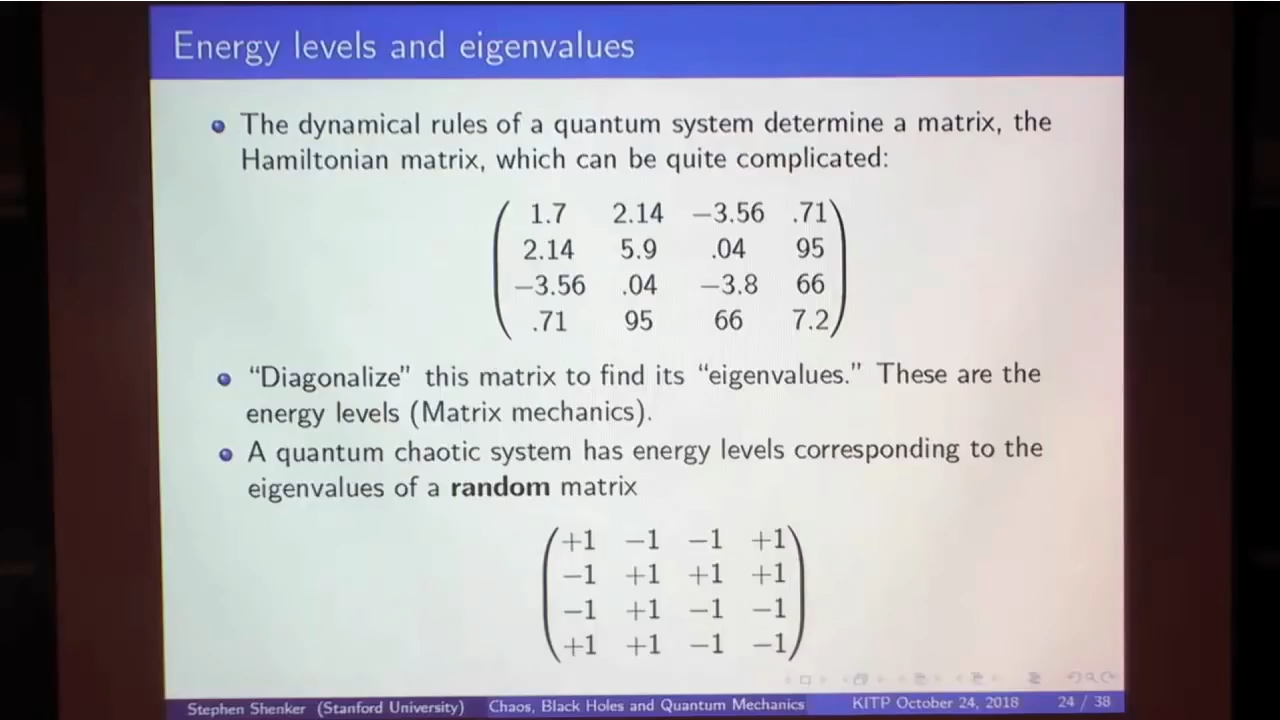 Energy levels and eigenvalues
The dynamical rules of a quantum system determine a matrix, the
Hamiltonian matrix, which can be quite complicated:
1.7 2.14 −3.56 .71
2.14 5.9 .04 95
−3.56 .04 −3.8 66
.71 95 66 7.2
“Diagonalize” this matrix to find its “eigenvalues.” These are the
energy levels (Matrix mechanics).
A quantum chaotic system has energy levels corresponding to the
eigenvalues of a random matrix
+1 −1 −1 +1
−1 +1 +1 +1
−1 +1 −1 −1
+1 +1 −1 −1
Stephen Shenker (Stanford University) Chaos, Black Holes and Quantum Mechanics KITP October 24, 2018 24 / 38